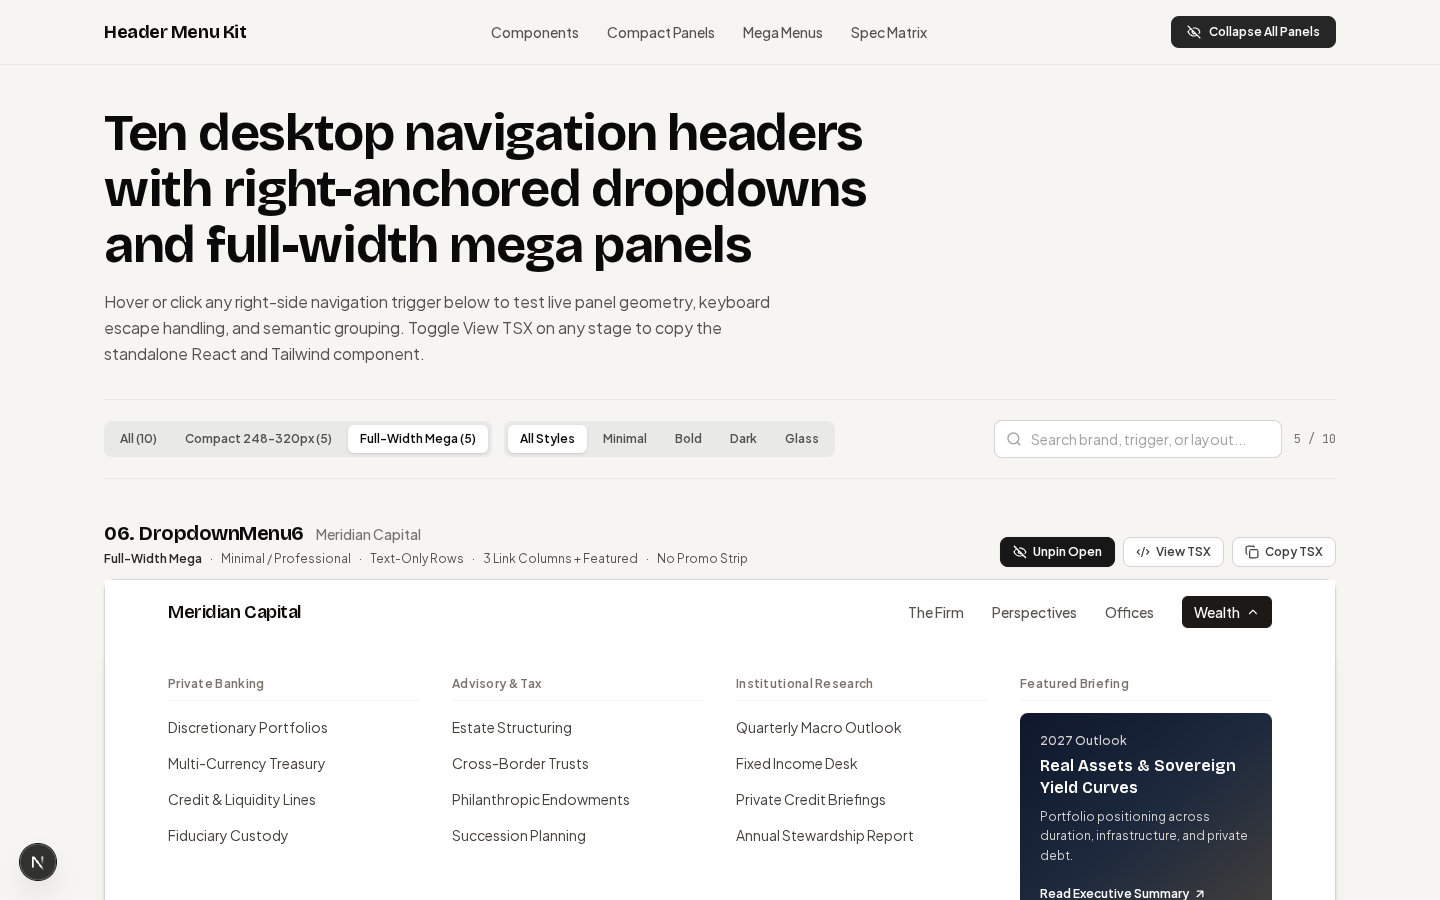 Header Menu Kit
Components Compact Panels Mega Menus Spec Matrix
Collapse All Panels
Ten desktop navigation headers
with right-anchored dropdowns
and full-width mega panels
Hover or click any right-side navigation trigger below to test live panel geometry, keyboard
escape handling, and semantic grouping. Toggle View TSX on any stage to copy the
standalone React and Tailwind component.
All (10) Compact 248–320px (5) Full-Width Mega (5) All Styles Minimal Bold Dark Glass
Search brand, trigger, or layout...
5 / 10
06. DropdownMenu6 Meridian Capital
Full-Width Mega · Minimal / Professional · Text-Only Rows · 3 Link Columns + Featured · No Promo Strip
Unpin Open View TSX Copy TSX
Meridian Capital
The Firm Perspectives Offices Wealth
Private Banking
Discretionary Portfolios
Multi-Currency Treasury
Credit & Liquidity Lines
Fiduciary Custody
Advisory & Tax
Estate Structuring
Cross-Border Trusts
Philanthropic Endowments
Succession Planning
Institutional Research
Quarterly Macro Outlook
Fixed Income Desk
Private Credit Briefings
Annual Stewardship Report
Featured Briefing
2027 Outlook
Real Assets & Sovereign
Yield Curves
Portfolio positioning across
duration, infrastructure, and private
debt.
Read Executive Summary
N